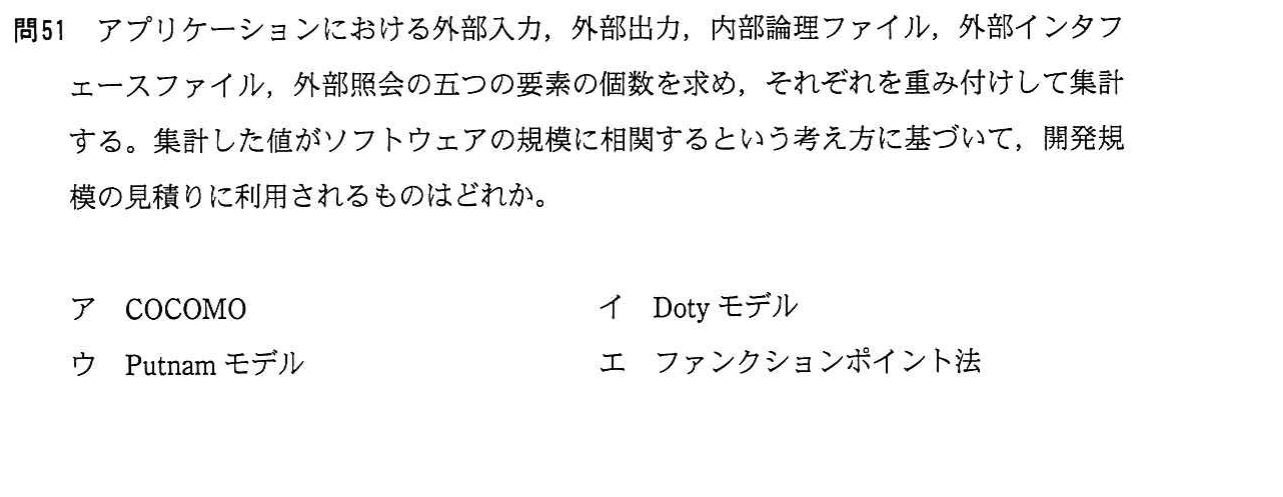 問51　アプリケーションにおける外部入力，外部出力，内部論理ファイル，外部インタフ
ェースファイル，外部照会の五つの要素の個数を求め，それぞれを重み付けして集計
する。集計した値がソフトウェアの規模に相関するという考え方に基づいて，開発規
模の見積りに利用されるものはどれか。
ア　COCOMO　　イ　Doty モデル
ウ　Putnam モデル　　エ　ファンクションポイント法